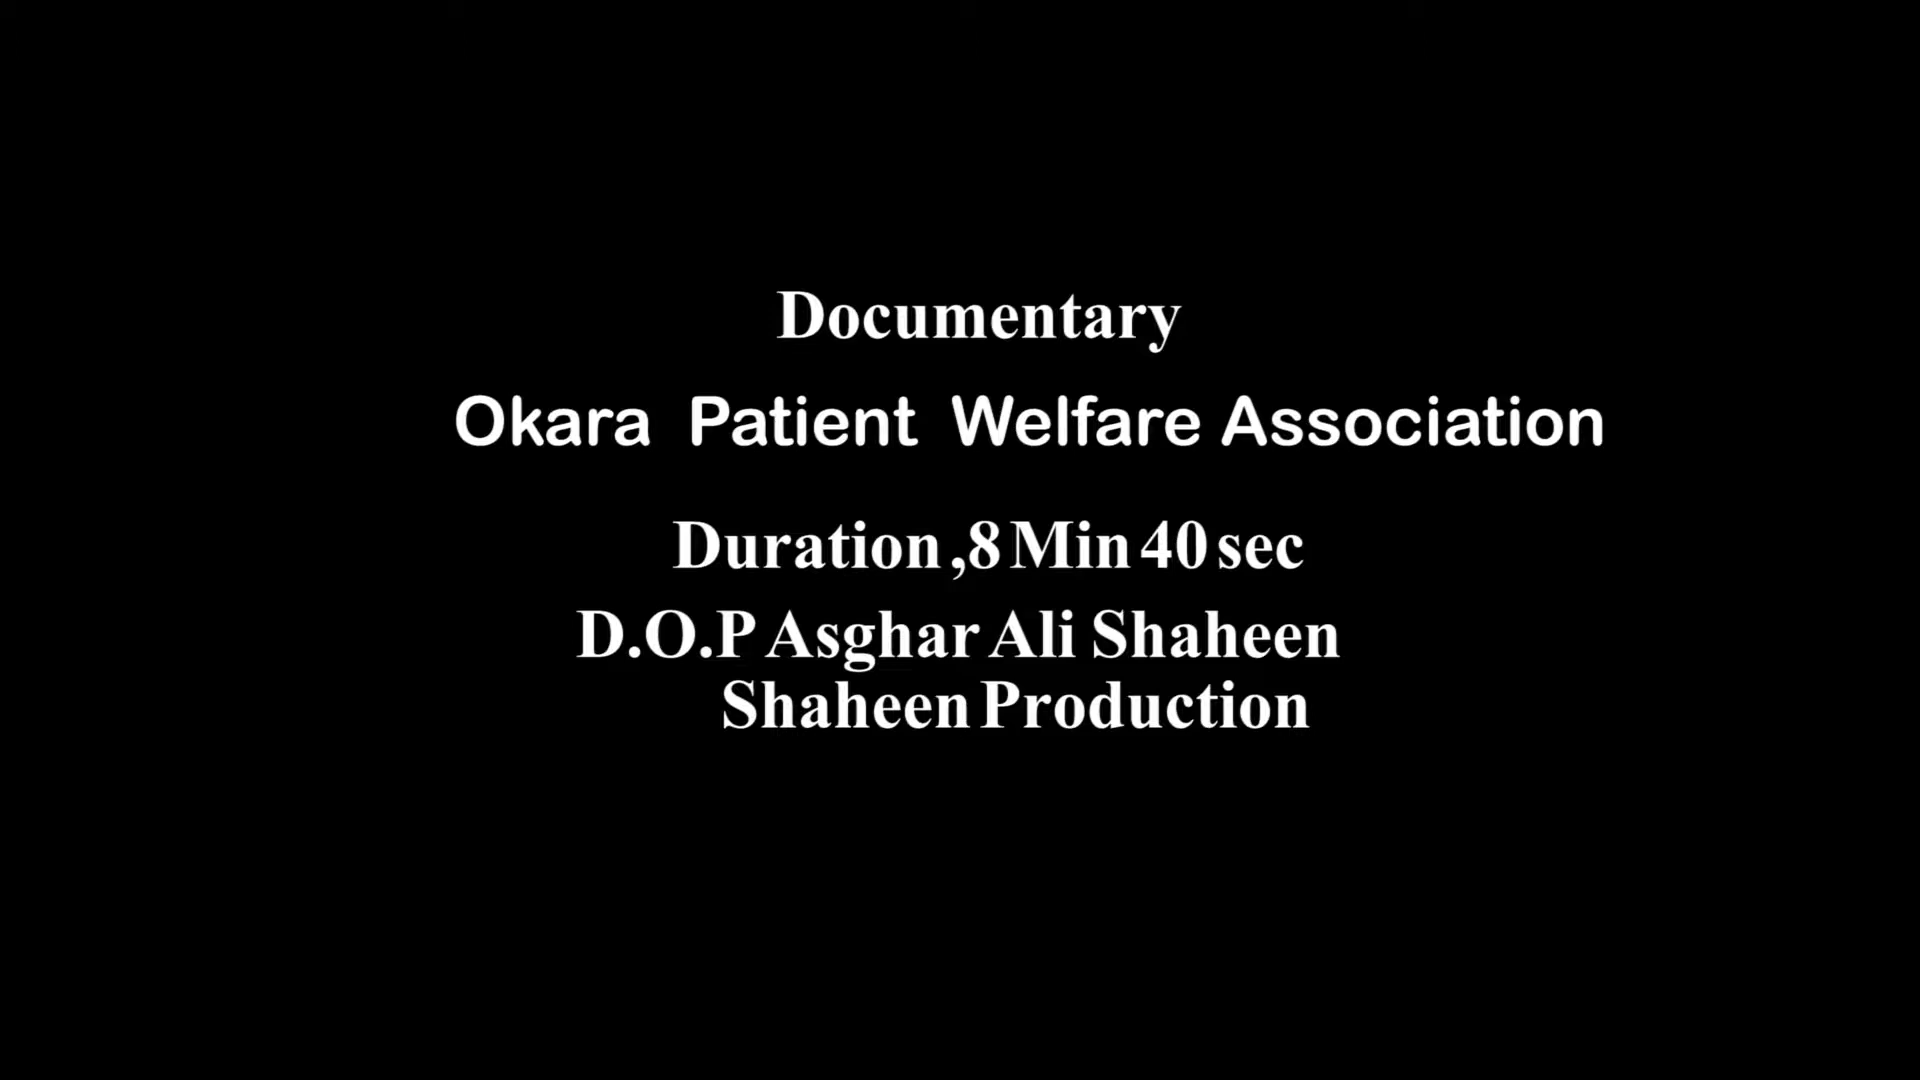 Documentary
Okara Patient Welfare Association
Duration ,8 Min 40 sec
D.O.P Asghar Ali Shaheen
Shaheen Production